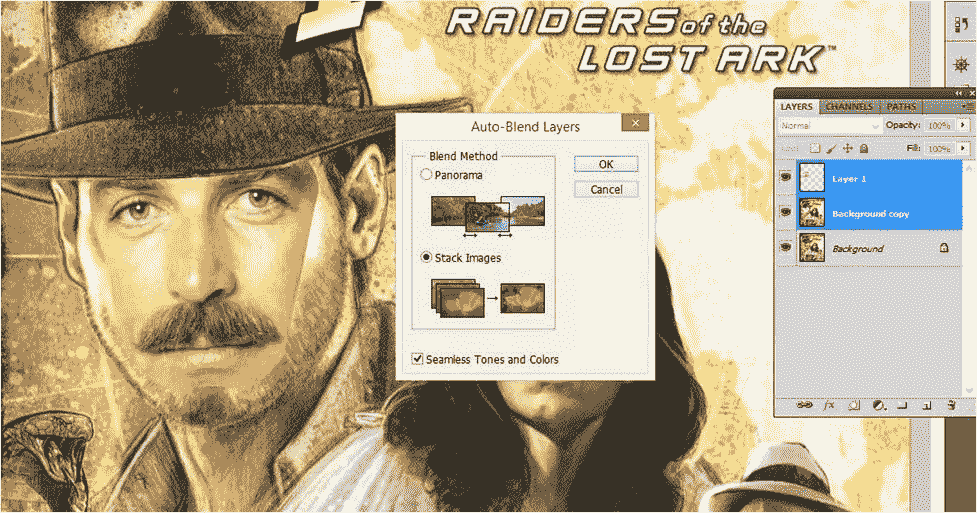 RAIDERS of the
LOST ARK™
Auto-Blend Layers
Blend Method
Panorama
Stack Images
Seamless Tones and Colors
OK
Cancel
LAYERS CHANNELS PATHS
Normal Opacity: 100%
Fill: 100%
Layer 1
Background copy
Background
fx